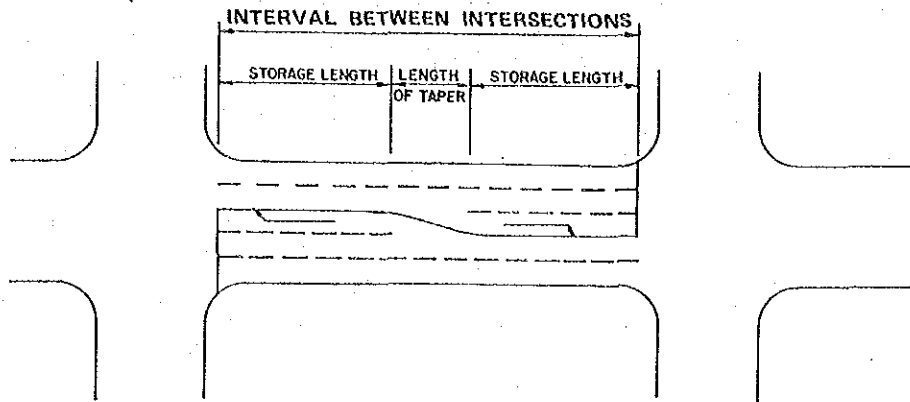 INTERVAL BETWEEN INTERSECTIONS
STORAGE LENGTH
LENGTH
OF TAPER
STORAGE LENGTH